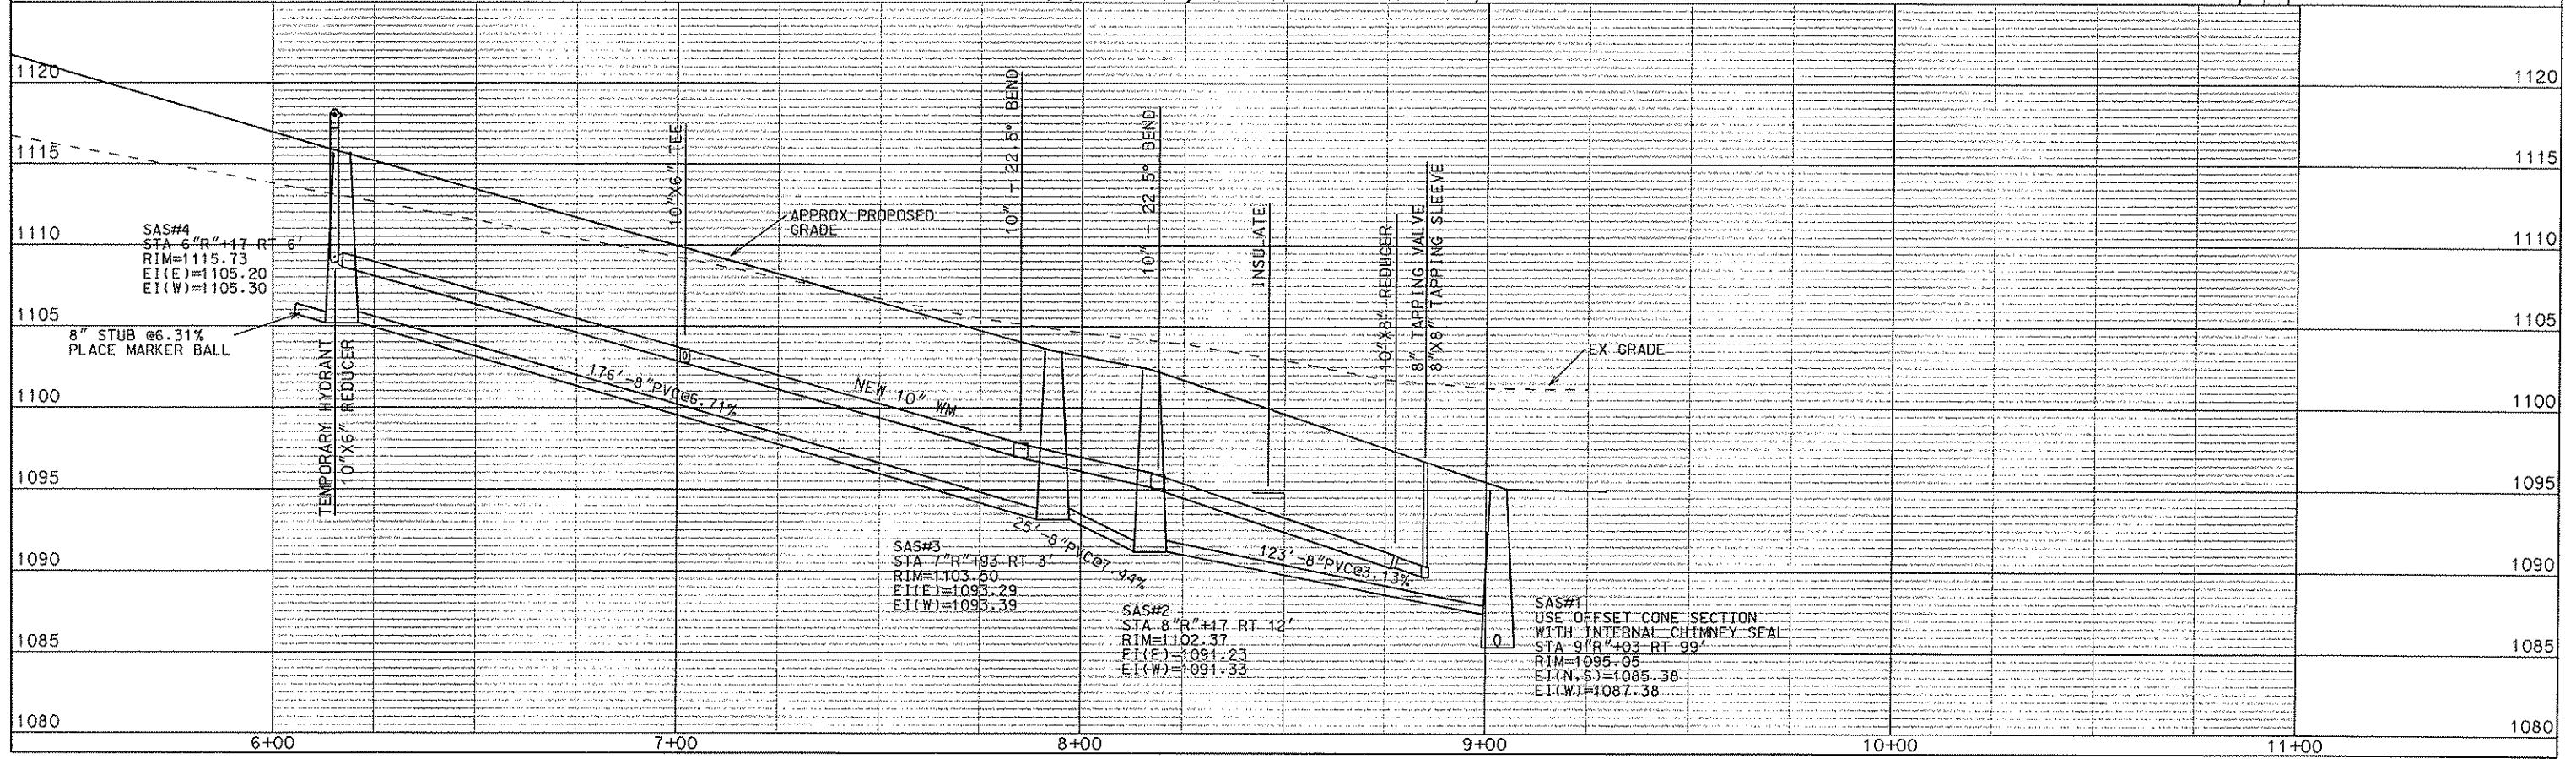 1120
1120
1115
1115
1110
1110
1105
1105
1100
1100
1095
1095
1090
1090
1085
1085
1080
1080
6+00
7+00
8+00
9+00
10+00
11+00
SAS#4
STA 6"R"+17 RT 6'
RIM=1115.73
EI(E)=1105.20
EI(W)=1105.30
8" STUB @6.31%
PLACE MARKER BALL
TEMPORARY HYDRANT
10"X6" REDUCER
10"X6" TEE
APPROX PROPOSED
GRADE
10" - 22.5° BEND
10" - 22.5° BEND
INSULATE
10"X8" REDUCER
8" TAPPING VALVE
8"X8" TAPPING SLEEVE
EX GRADE
176'-8"PVC@6.71%
NEW 10" WM
25'-8"PVC@7.44%
123'-8"PVC@3.13%
SAS#3
STA 7"R"+93 RT 3'
RIM=1103.50
EI(E)=1093.29
EI(W)=1093.39
SAS#2
STA 8"R"+17 RT 12'
RIM=1102.37
EI(E)=1091.23
EI(W)=1091.33
SAS#1
USE OFFSET CONE SECTION
WITH INTERNAL CHIMNEY SEAL
STA 9"R"+03 RT 99'
RIM=1095.05
EI(N,S)=1085.38
EI(W)=1087.38